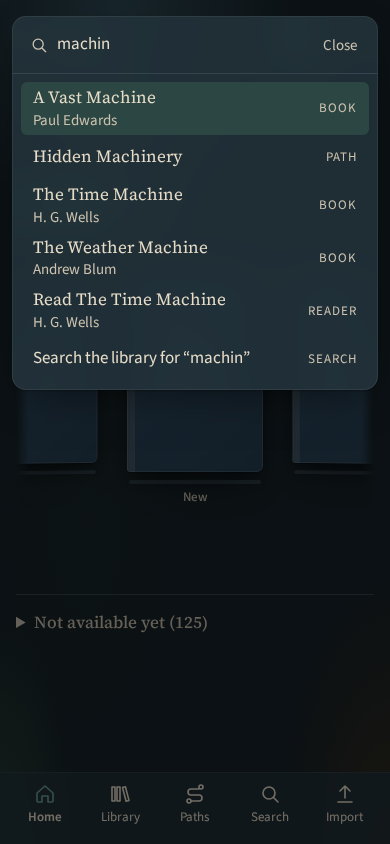 machin
Close
A Vast Machine
Paul Edwards
BOOK
Hidden Machinery
PATH
The Time Machine
H. G. Wells
BOOK
The Weather Machine
Andrew Blum
BOOK
Read The Time Machine
H. G. Wells
READER
Search the library for “machin”
SEARCH
New
Not available yet (125)
Home
Library
Paths
Search
Import